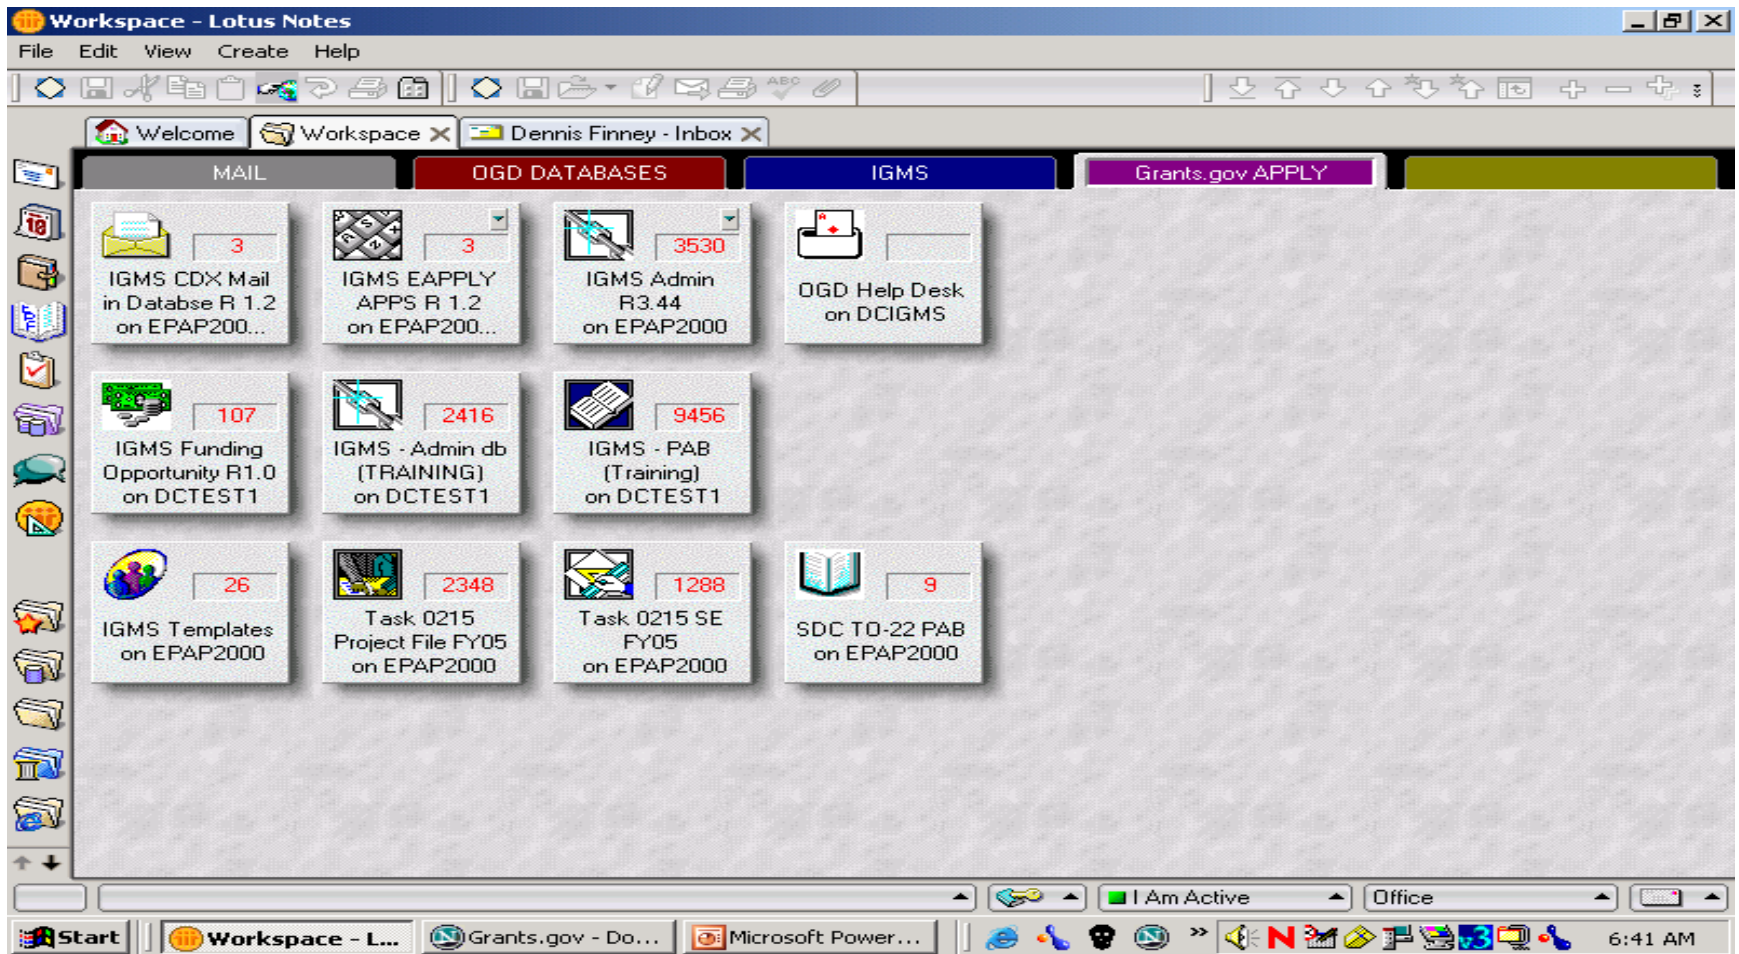 Workspace - Lotus Notes
File Edit View Create Help
Welcome Workspace Dennis Finney - Inbox
MAIL OGD DATABASES IGMS Grants.gov APPLY
3
IGMS CDX Mail
in Databse R 1.2
on EPAP200...
3
IGMS EAPPLY
APPS R 1.2
on EPAP200...
3530
IGMS Admin
R3.44
on EPAP2000
OGD Help Desk
on DCIGMS
107
IGMS Funding
Opportunity R1.0
on DCTEST1
2416
IGMS - Admin db
(TRAINING)
on DCTEST1
9456
IGMS - PAB
(Training)
on DCTEST1
26
IGMS Templates
on EPAP2000
2348
Task 0215
Project File FY05
on EPAP2000
1288
Task 0215 SE
FY05
on EPAP2000
9
SDC TO-22 PAB
on EPAP2000
I Am Active Office
Start Workspace - L... Grants.gov - Do... Microsoft Power... 6:41 AM